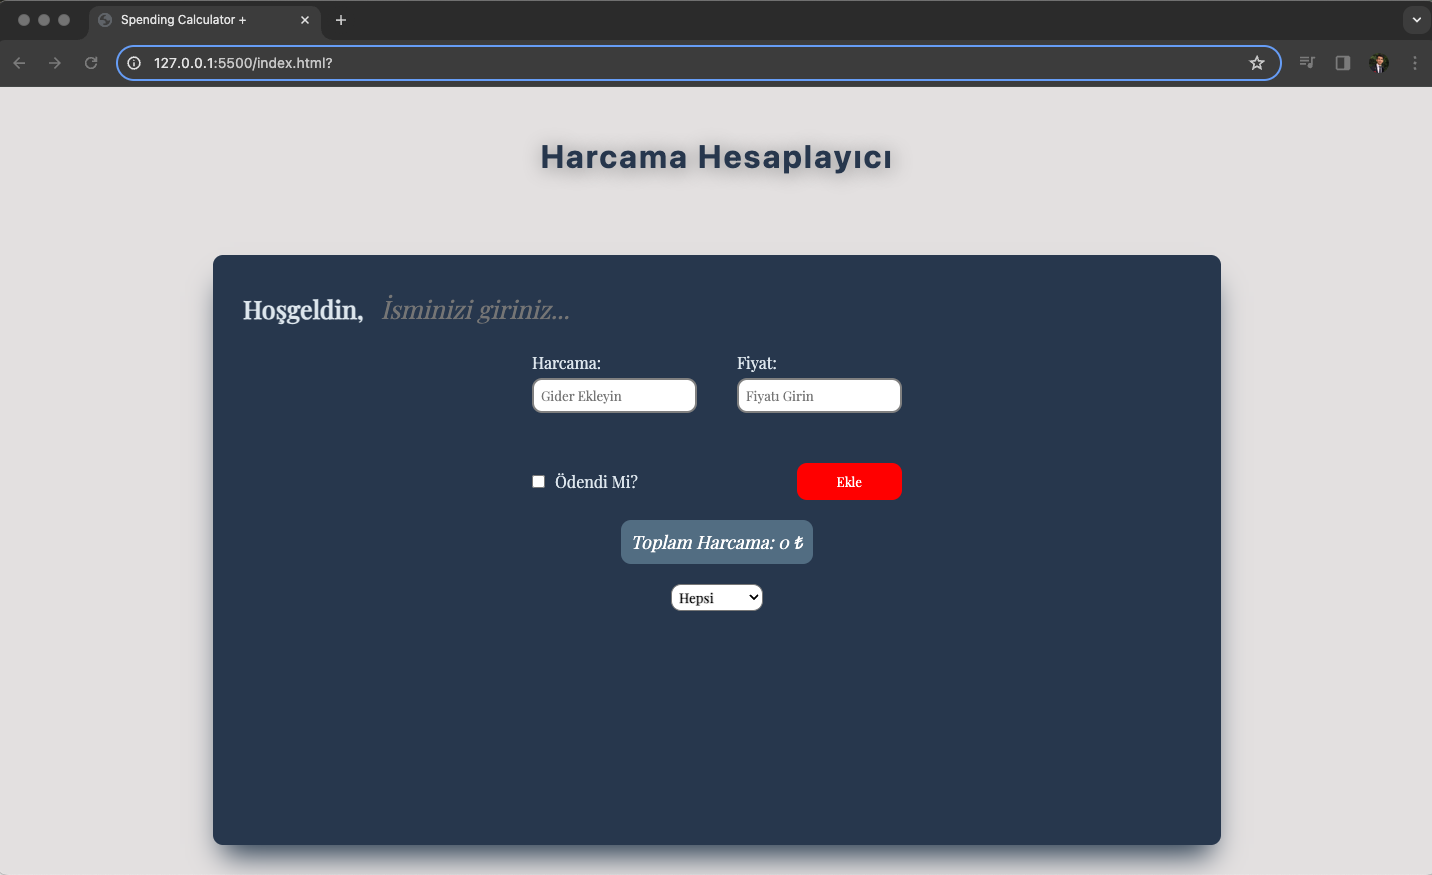 Spending Calculator +
127.0.0.1:5500/index.html?
Harcama Hesaplayıcı
Hoşgeldin, İsminizi giriniz...
Harcama: Fiyat:
Gider Ekleyin Fiyatı Girin
Ödendi Mi? Ekle
Toplam Harcama: 0 ₺
Hepsi